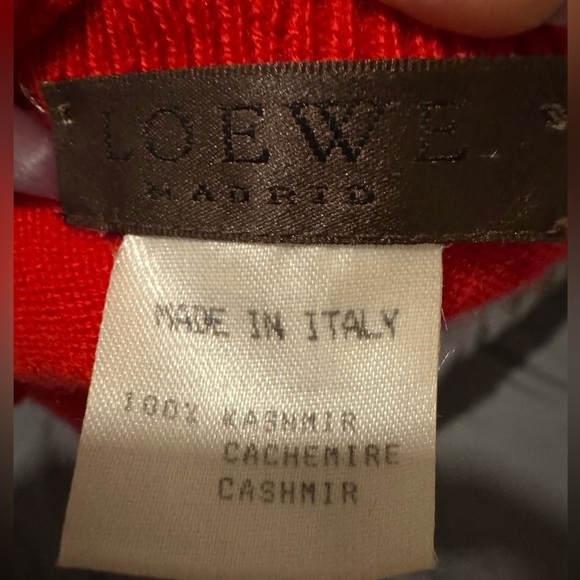 LOEWE
MADRID
MADE IN ITALY
100% KASHMIR
CACHEMIRE
CASHMIR